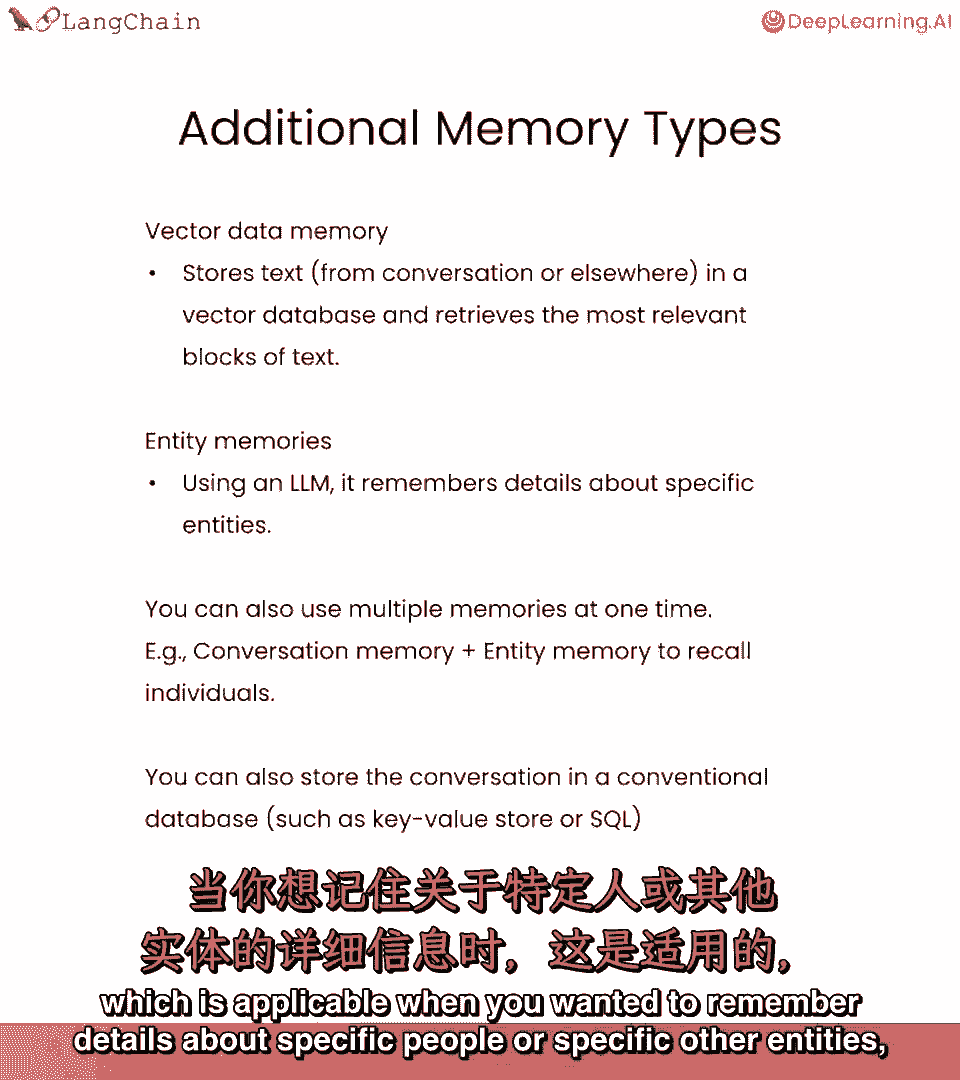 LangChain
DeepLearning.AI
Additional Memory Types
Vector data memory
• Stores text (from conversation or elsewhere) in a
vector database and retrieves the most relevant
blocks of text.
Entity memories
• Using an LLM, it remembers details about specific
entities.
You can also use multiple memories at one time.
E.g., Conversation memory + Entity memory to recall
individuals.
You can also store the conversation in a conventional
database (such as key-value store or SQL)
当你想记住关于特定人或其他
实体的详细信息时，这是适用的，
which is applicable when you wanted to remember
details about specific people or specific other entities,